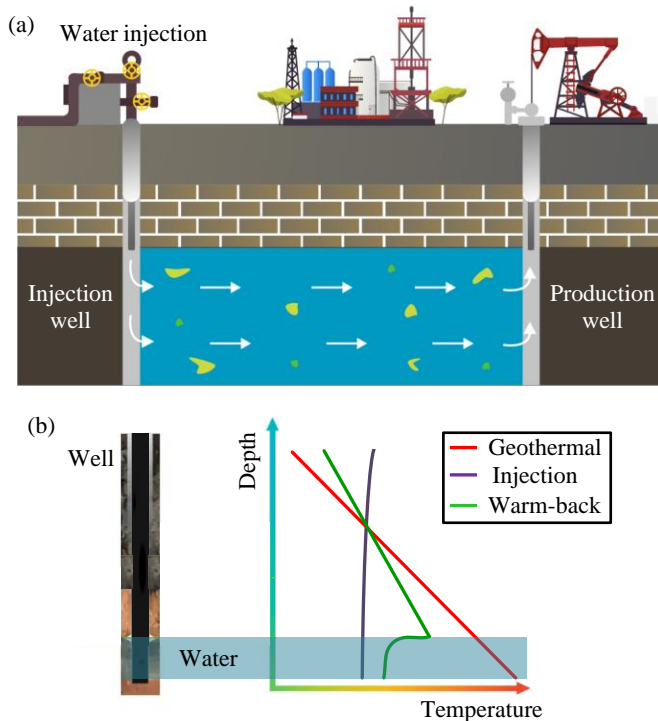 (a)
Water injection
Injection
well
Production
well
(b)
Well
Depth
Geothermal
Injection
Warm-back
Water
Temperature